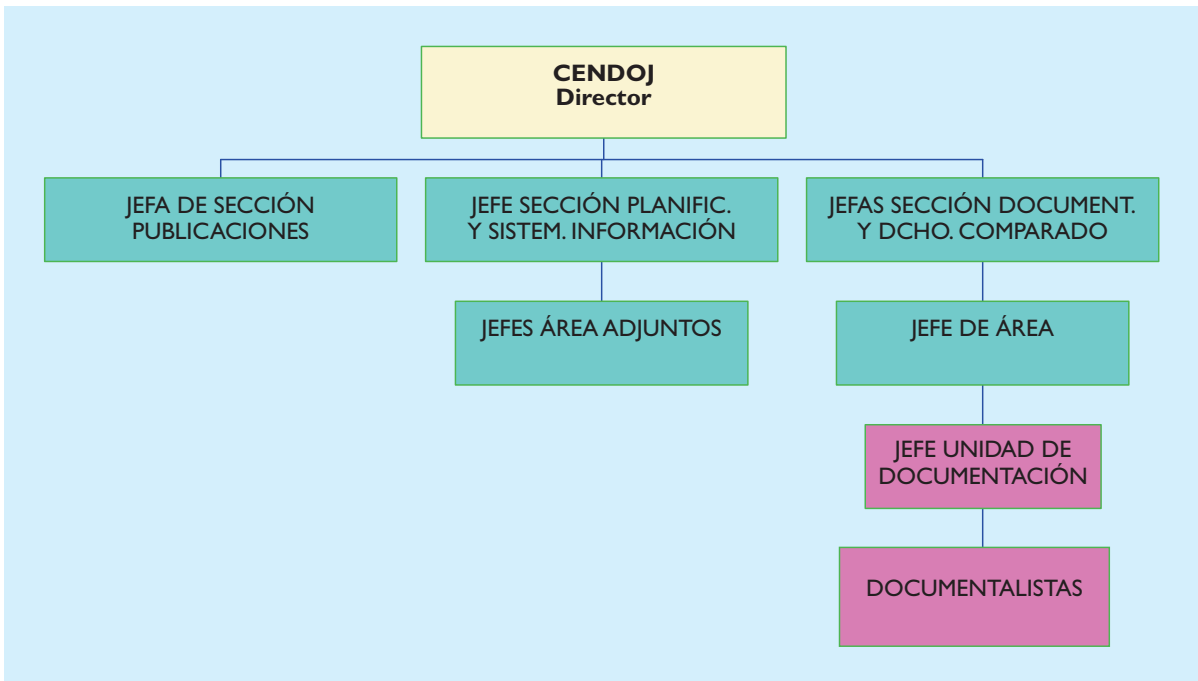 CENDOJ
Director
JEFA DE SECCIÓN
PUBLICACIONES
JEFE SECCIÓN PLANIFIC.
Y SISTEM. INFORMACIÓN
JEFAS SECCIÓN DOCUMENT.
Y DCHO. COMPARADO
JEFES ÁREA ADJUNTOS
JEFE DE ÁREA
JEFE UNIDAD DE
DOCUMENTACIÓN
DOCUMENTALISTAS